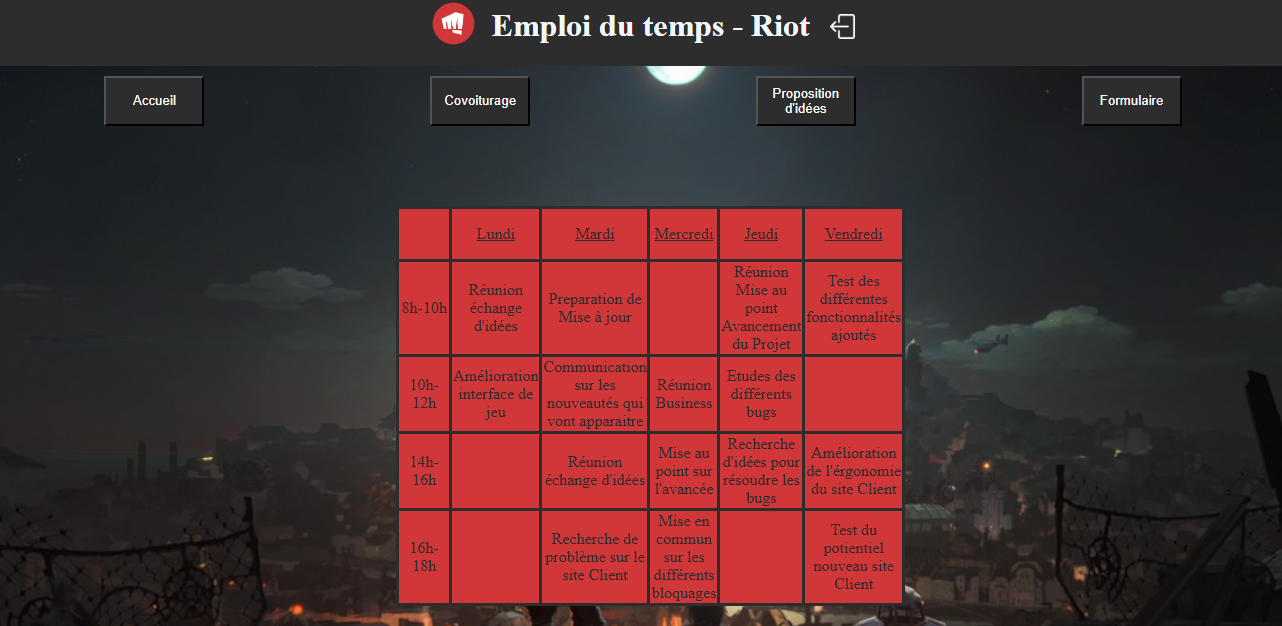 Emploi du temps - Riot
Accueil
Covoiturage
Proposition
d'idées
Formulaire
Lundi
Mardi
Mercredi
Jeudi
Vendredi
8h-10h
Réunion
échange
d'idées
Preparation de
Mise à jour
Réunion
Mise au
point
Avancement
du Projet
Test des
différentes
fonctionnalités
ajoutés
10h-
12h
Amélioration
interface de
jeu
Communication
sur les
nouveautés qui
vont apparaitre
Réunion
Business
Etudes des
différents
bugs
14h-
16h
Réunion
échange d'idées
Mise au
point sur
l'avancée
Recherche
d'idées pour
résoudre les
bugs
Amélioration
de l'érgonomie
du site Client
16h-
18h
Recherche de
problème sur le
site Client
Mise en
commun
sur les
différents
bloquages
Test du
potientiel
nouveau site
Client